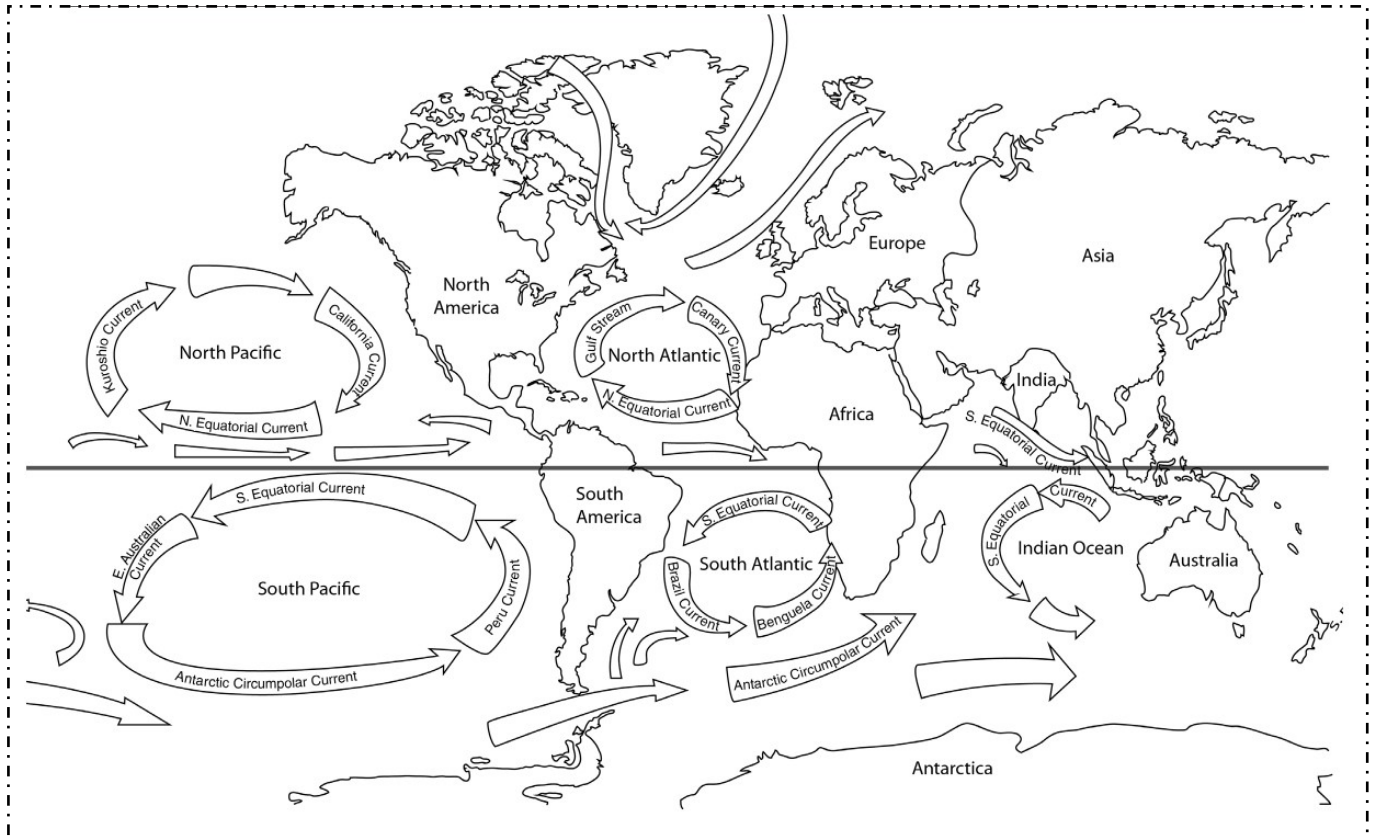 Europe
Asia
North
America
Kuroshio Current
North Pacific
California Current
N. Equatorial Current
Gulf Stream
North Atlantic
Canary Current
N. Equatorial Current
Africa
India
S. Equatorial Current
S. Equatorial Current
E. Australian
Current
South Pacific
Peru Current
Antarctic Circumpolar Current
South
America
S. Equatorial Current
South Atlantic
Brazil Current
Benguela Current
Antarctic Circumpolar Current
S. Equatorial
Current
Indian Ocean
Australia
Antarctica